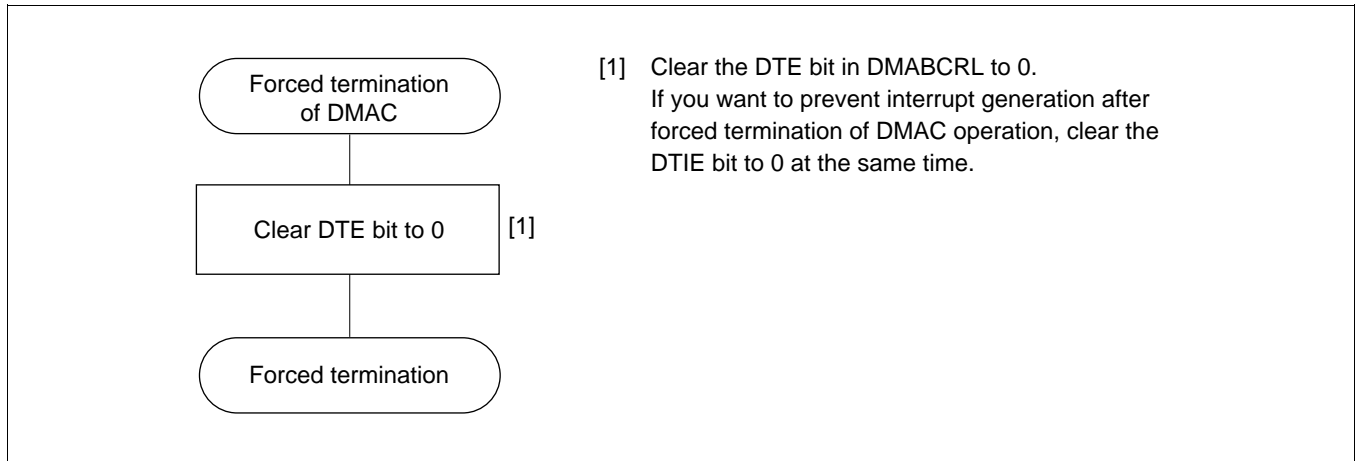 Forced termination
of DMAC
Clear DTE bit to 0
[1]
Forced termination
[1] Clear the DTE bit in DMABCRL to 0.
If you want to prevent interrupt generation after
forced termination of DMAC operation, clear the
DTIE bit to 0 at the same time.